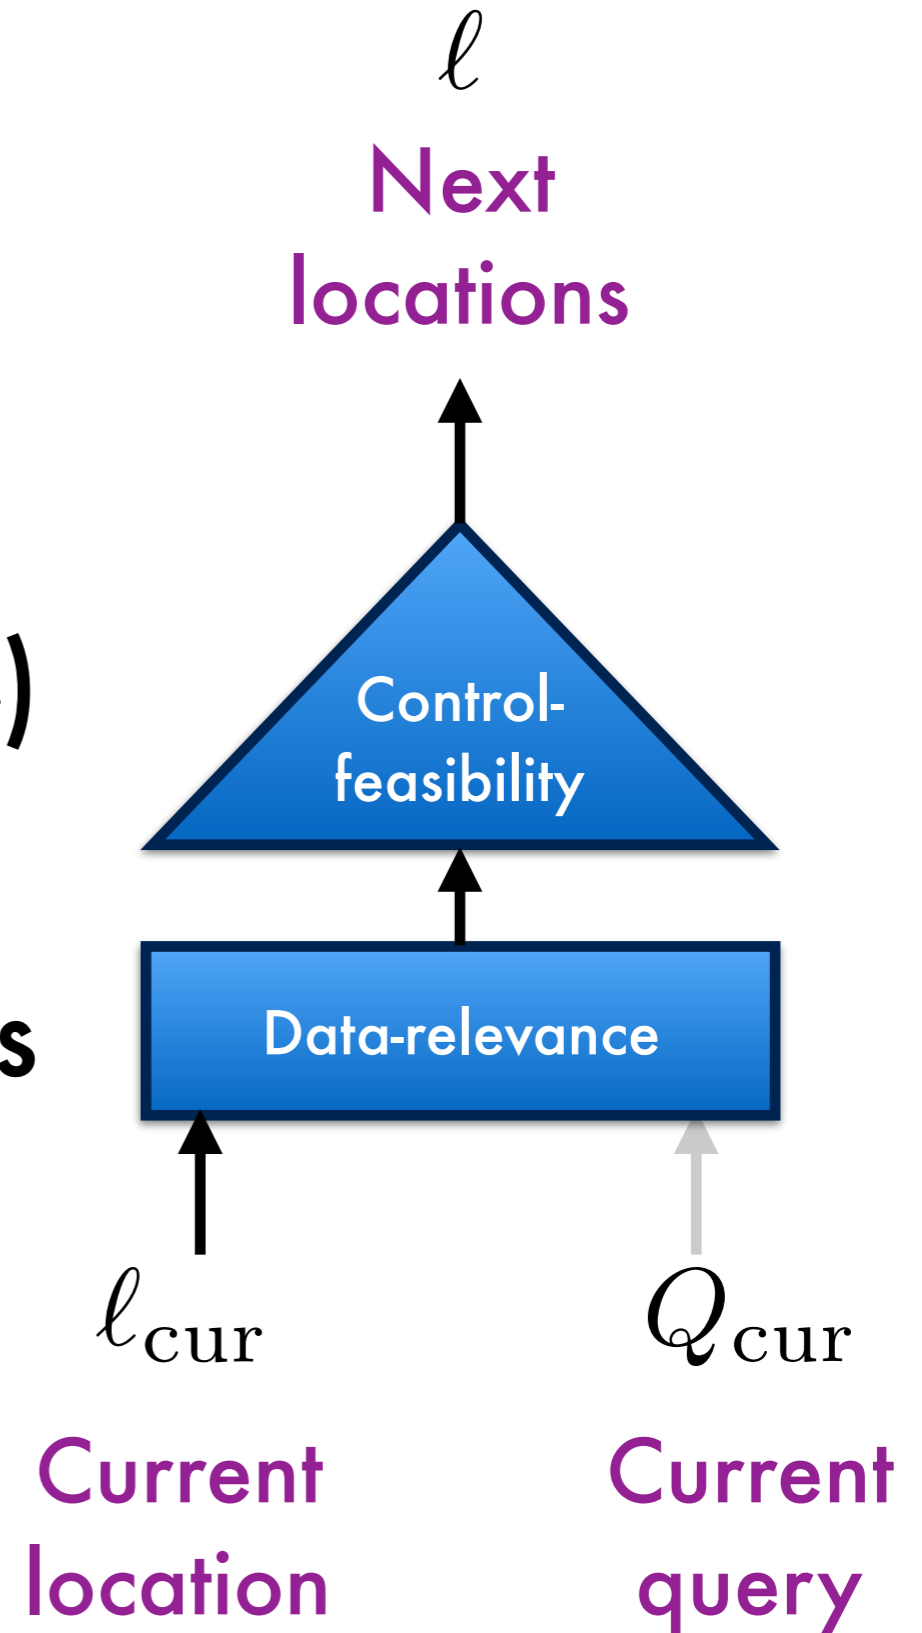 ℓ
Next
locations
)
Control-
feasibility
s
Data-relevance
ℓcur Qcur
Current Current
location query